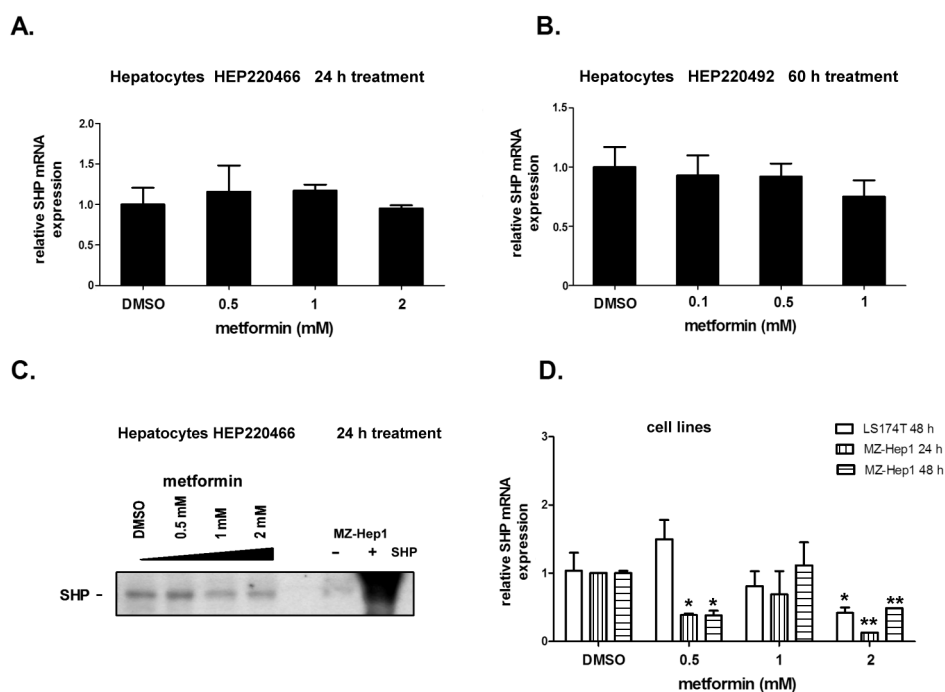 A.
Hepatocytes HEP220466 24 h treatment
relative SHP mRNA
expression
2.0
1.5
1.0
0.5
0
DMSO 0.5 1 2
metformin (mM)
B.
Hepatocytes HEP220492 60 h treatment
relative SHP mRNA
expression
1.5
1.0
0.5
0
DMSO 0.1 0.5 1
metformin (mM)
C.
Hepatocytes HEP220466 24 h treatment
metformin
DMSO
0.5 mM
1 mM
2 mM
MZ-Hep1
– + SHP
SHP -
D.
cell lines
LS174T 48 h
MZ-Hep1 24 h
MZ-Hep1 48 h
relative SHP mRNA
expression
3
2
1
0
* *
* ** **
DMSO 0.5 1 2
metformin (mM)